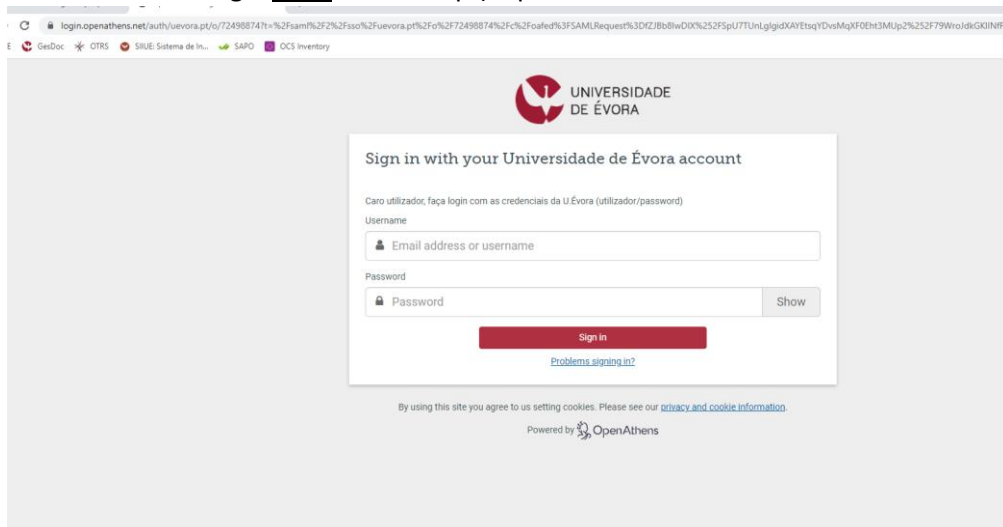 login.openathens.net/auth/uevora.pt/o/72498874?t=%2Fsaml%2F2%2Fsso%2Fuevora.pt%2Fo%2F72498874%2Fc%2Foafed%3FSAMLRequest%3D
E GesDoc OTRS SIIUE: Sistema de In... SAPO OCS Inventory
UNIVERSIDADE
DE ÉVORA
Sign in with your Universidade de Évora account
Caro utilizador, faça login com as credenciais da U.Évora (utilizador/password)
Username
Email address or username
Password
Password Show
Sign in
Problems signing in?
By using this site you agree to us setting cookies. Please see our privacy and cookie information.
Powered by OpenAthens